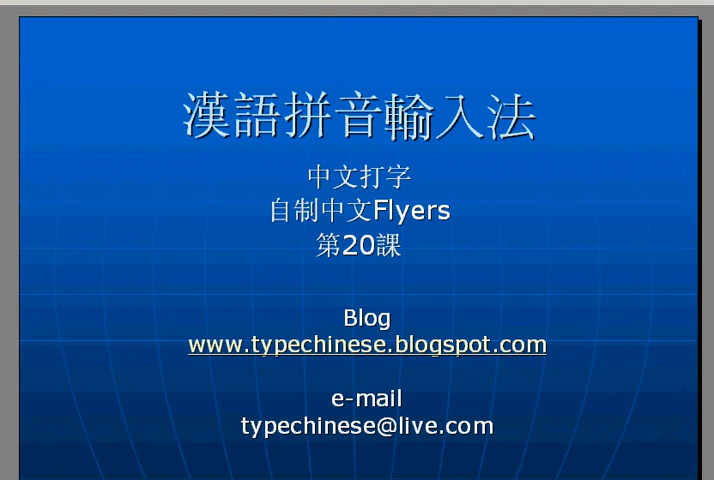 漢語拼音輸入法
中文打字
自制中文Flyers
第20課
Blog
www.typechinese.blogspot.com
e-mail
typechinese@live.com